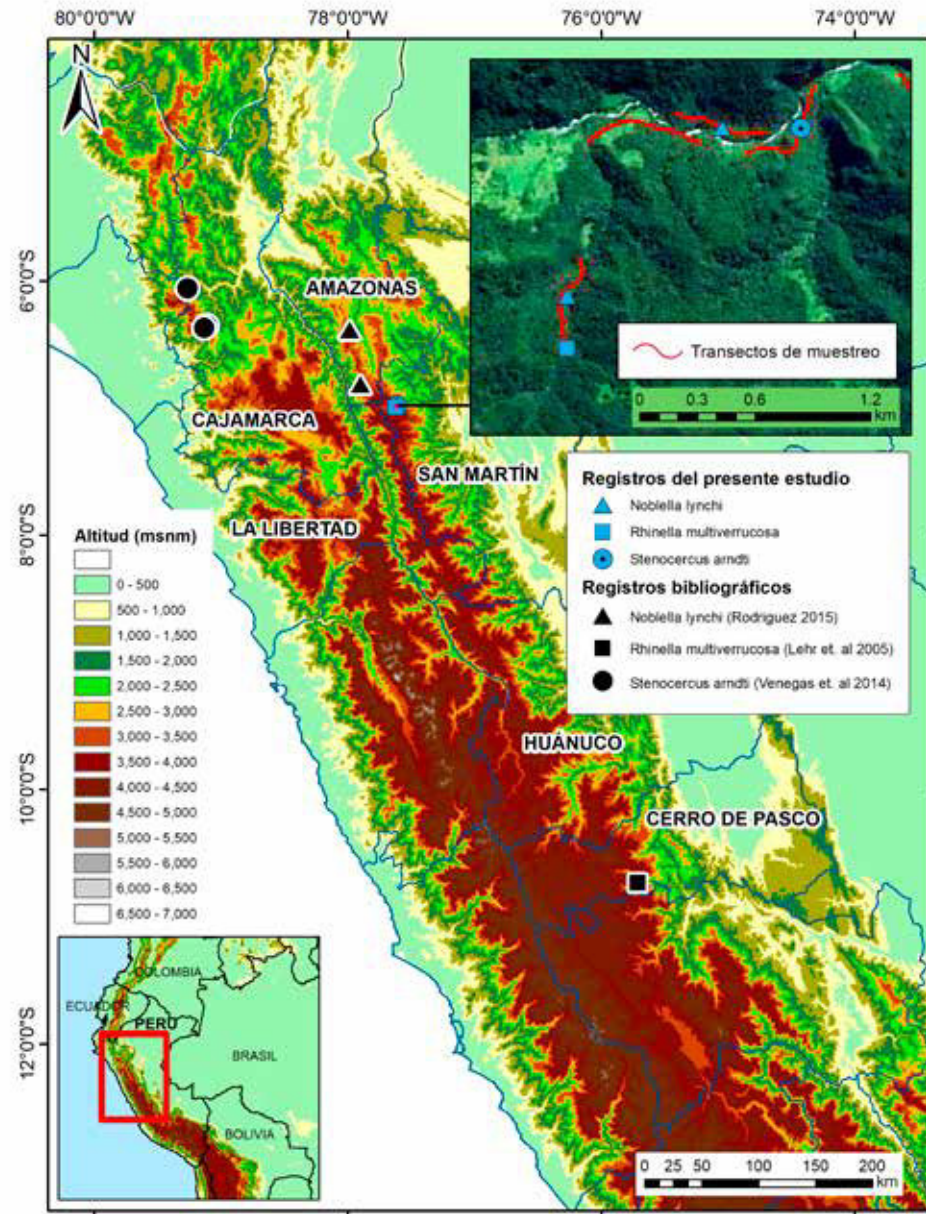 80°0'0"W
78°0'0"W
76°0'0"W
74°0'0"W
N
6°0'0"S
8°0'0"S
10°0'0"S
12°0'0"S
AMAZONAS
CAJAMARCA
SAN MARTÍN
LA LIBERTAD
HUÁNUCO
CERRO DE PASCO
Transectos de muestreo
0 0.3 0.6 1.2
km
Registros del presente estudio
Noblella lynchi
Rhinella multiverrucosa
Stenocercus arndti
Registros bibliográficos
Noblella lynchi (Rodriguez 2015)
Rhinella multiverrucosa (Lehr et. al 2005)
Stenocercus arndti (Venegas et. al 2014)
Altitud (msnm)
0 - 500
500 - 1,000
1,000 - 1,500
1,500 - 2,000
2,000 - 2,500
2,500 - 3,000
3,000 - 3,500
3,500 - 4,000
4,000 - 4,500
4,500 - 5,000
5,000 - 5,500
5,500 - 6,000
6,000 - 6,500
6,500 - 7,000
COLOMBIA
ECUADOR
PERÚ
BRASIL
BOLIVIA
0 25 50 100 150 200
km